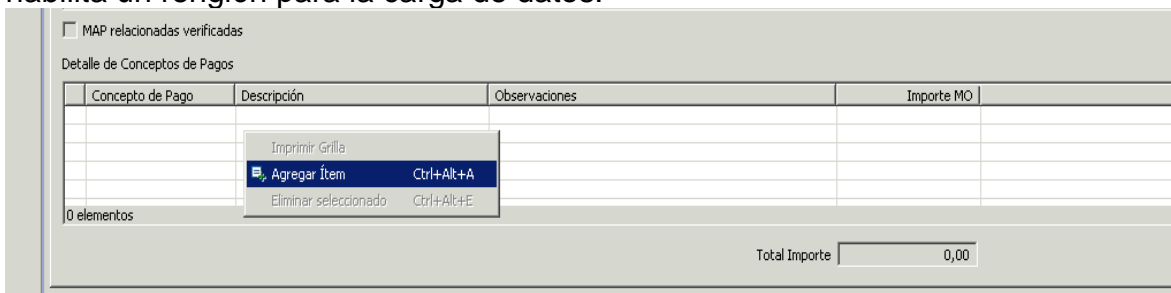 habilita un renglón para la carga de datos.
MAP relacionadas verificadas
Detalle de Conceptos de Pagos
Concepto de Pago Descripción Observaciones Importe MO
Imprimir Grilla
Agregar Ítem Ctrl+Alt+A
Eliminar seleccionado Ctrl+Alt+E
0 elementos
Total Importe 0,00